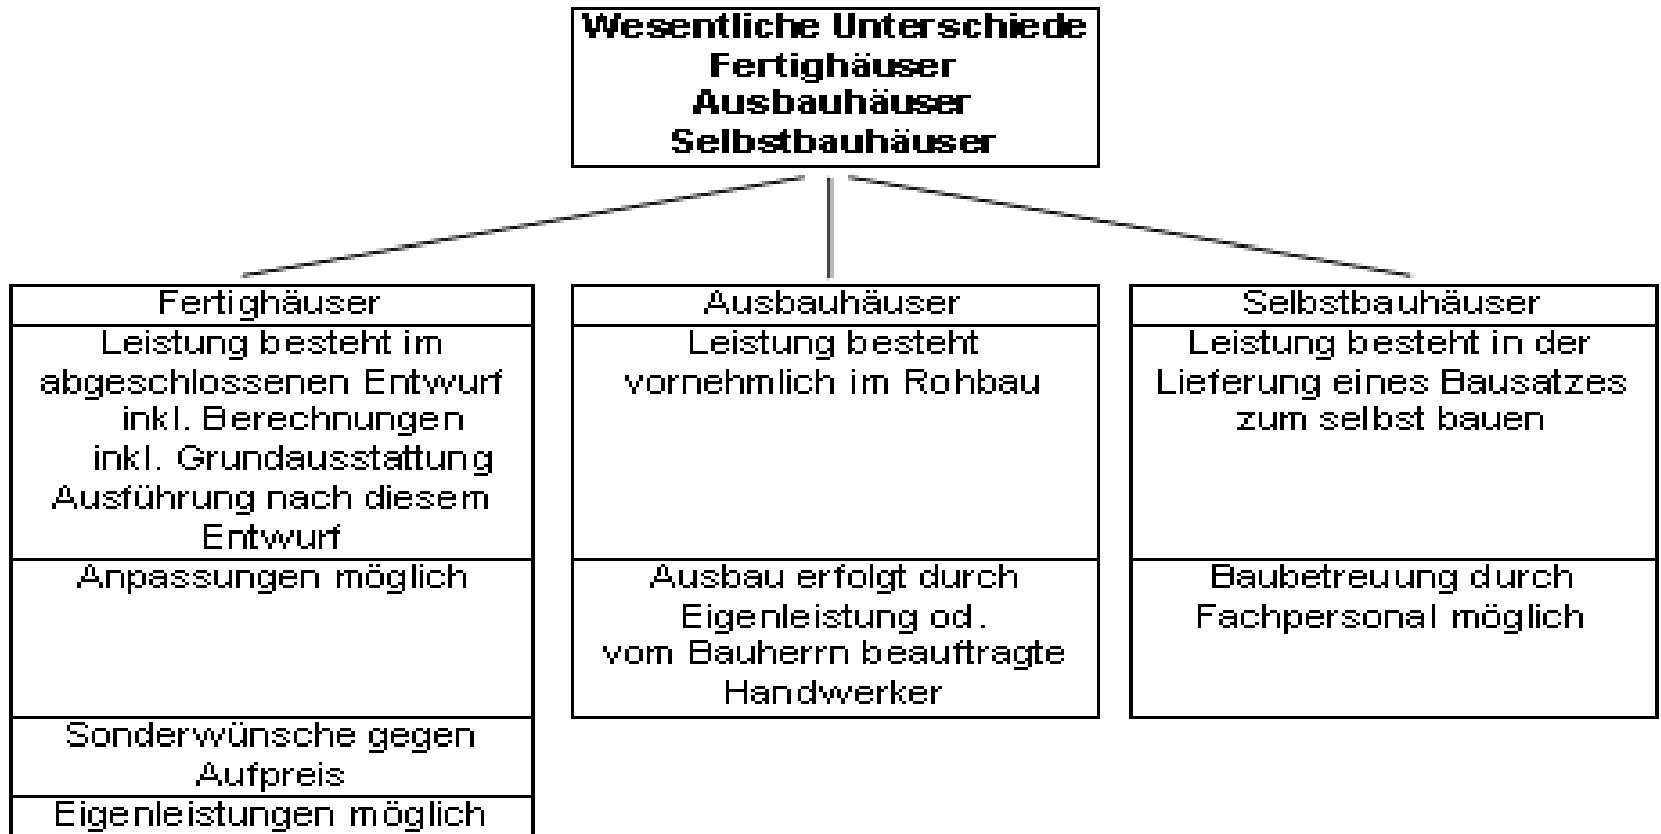 Wesentliche Unterschiede
Fertighäuser
Ausbauhäuser
Selbstbauhäuser
Fertighäuser
Leistung besteht im
abgeschlossenen Entwurf
inkl. Berechnungen
inkl. Grundausstattung
Ausführung nach diesem
Entwurf
Anpassungen möglich
Sonderwünsche gegen
Aufpreis
Eigenleistungen möglich
Ausbauhäuser
Leistung besteht
vornehmlich im Rohbau
Ausbau erfolgt durch
Eigenleistung od.
vom Bauherrn beauftragte
Handwerker
Selbstbauhäuser
Leistung besteht in der
Lieferung eines Bausatzes
zum selbst bauen
Baubetreuung durch
Fachpersonal möglich